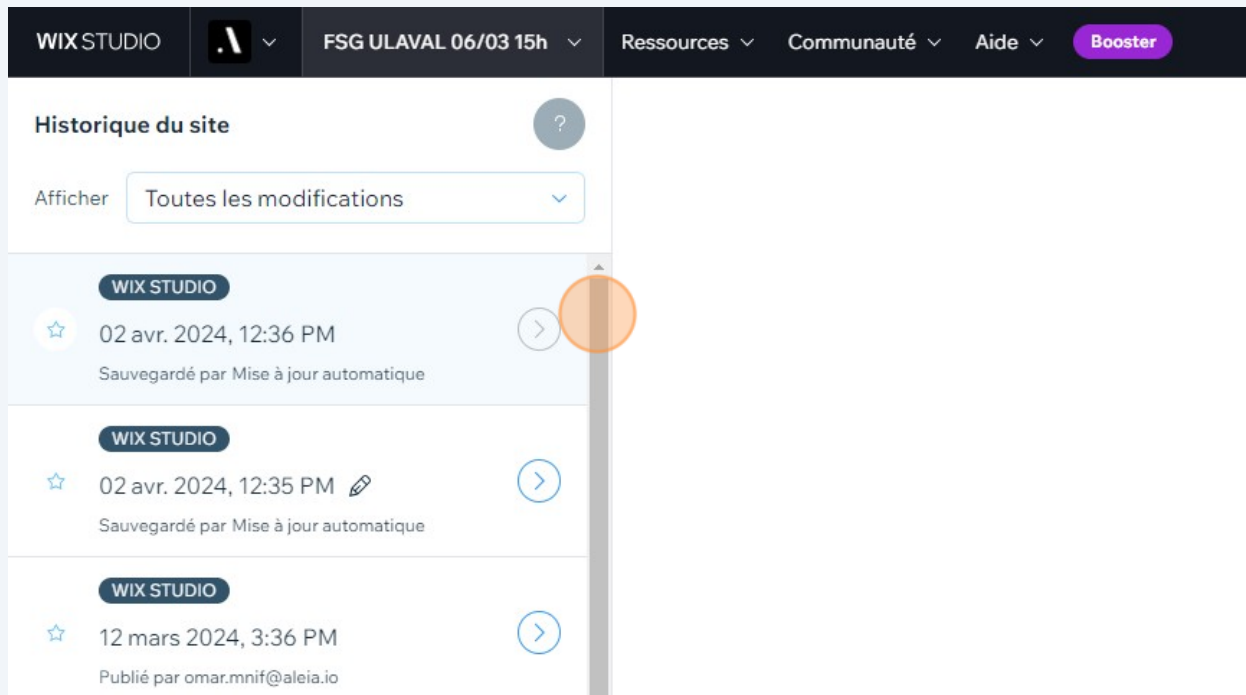 WIX STUDIO FSG ULAVAL 06/03 15h Ressources Communauté Aide Booster
Historique du site ?
Afficher Toutes les modifications
WIX STUDIO
02 avr. 2024, 12:36 PM
Sauvegardé par Mise à jour automatique
WIX STUDIO
02 avr. 2024, 12:35 PM
Sauvegardé par Mise à jour automatique
WIX STUDIO
12 mars 2024, 3:36 PM
Publié par omar.mnif@aleia.io